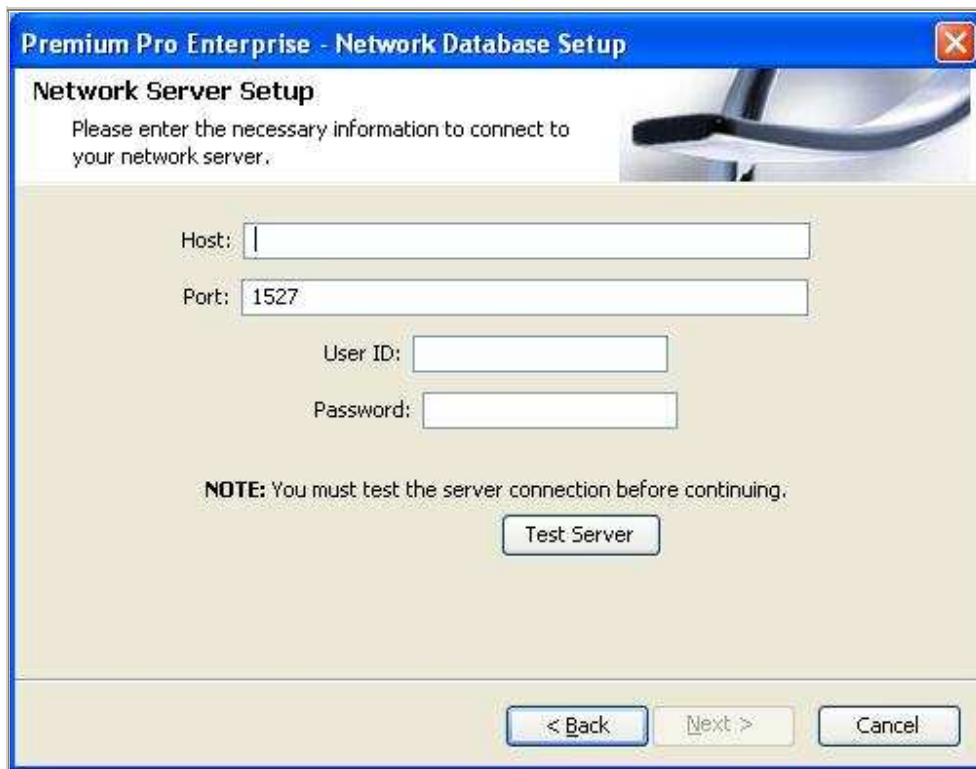 Premium Pro Enterprise - Network Database Setup
Network Server Setup
Please enter the necessary information to connect to
your network server.
Host:
Port: 1527
User ID:
Password:
NOTE: You must test the server connection before continuing.
Test Server
< Back Next > Cancel